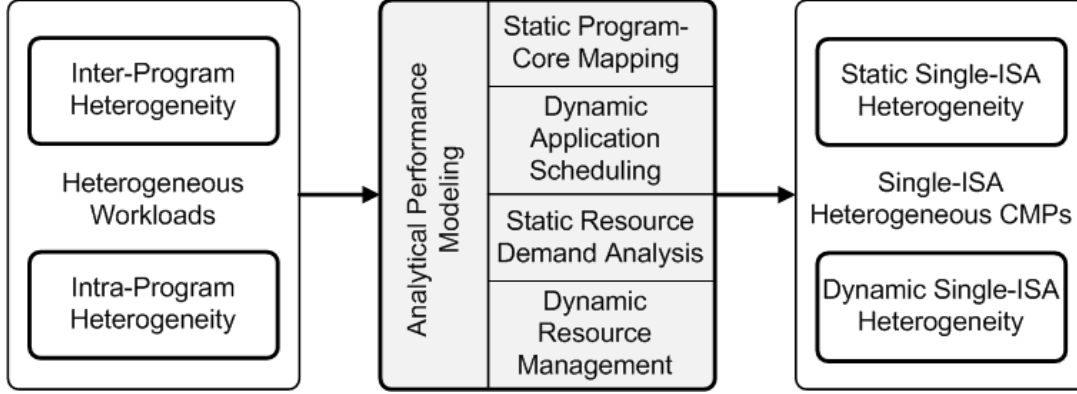 Inter-Program
Heterogeneity
Heterogeneous
Workloads
Intra-Program
Heterogeneity
Analytical Performance
Modeling
Static Program-
Core Mapping
Dynamic
Application
Scheduling
Static Resource
Demand Analysis
Dynamic
Resource
Management
Static Single-ISA
Heterogeneity
Single-ISA
Heterogeneous CMPs
Dynamic Single-ISA
Heterogeneity